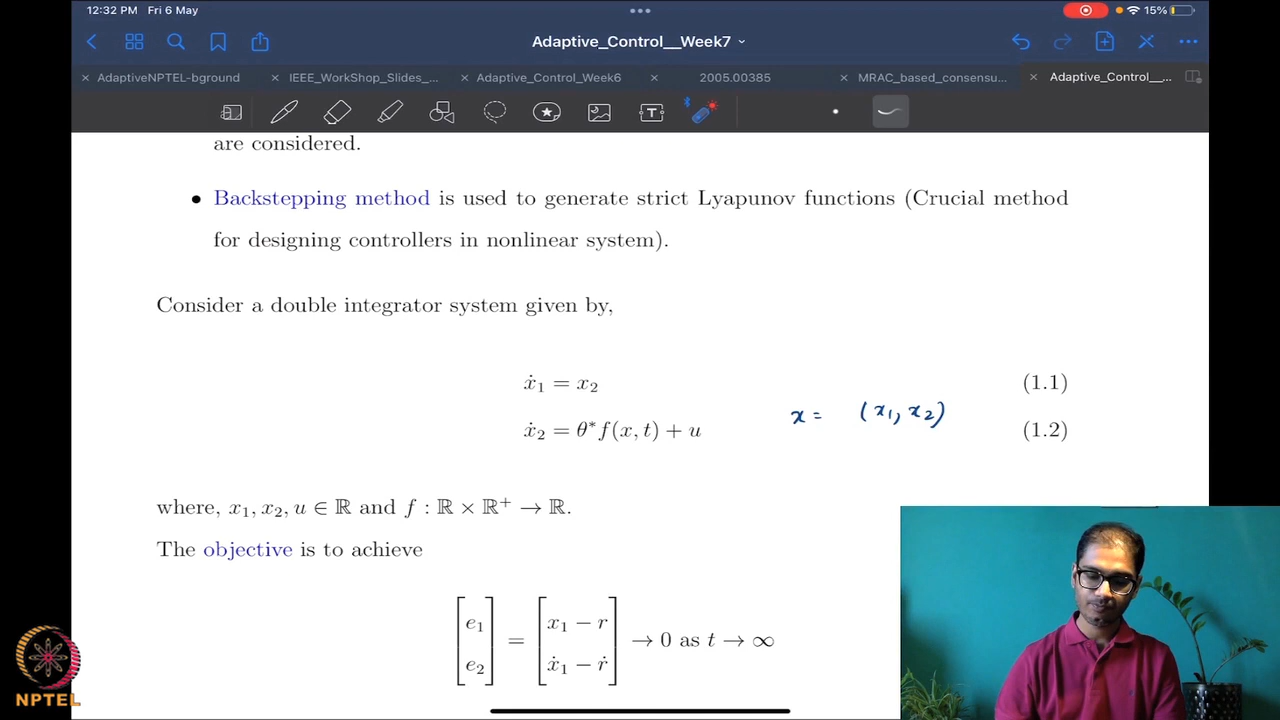 12:32 PM Fri 6 May
15%
Adaptive_Control__Week7
AdaptiveNPTEL-bground
IEEE_WorkShop_Slides_...
Adaptive_Control_Week6
2005.00385
MRAC_based_consensu...
Adaptive_Control__...
are considered.
• Backstepping method is used to generate strict Lyapunov functions (Crucial method
for designing controllers in nonlinear system).
Consider a double integrator system given by,
ẋ₁ = x₂ (1.1)
x = (x₁, x₂)
ẋ₂ = θ*f(x, t) + u (1.2)
where, x₁, x₂, u ∈ ℝ and f : ℝ × ℝ⁺ → ℝ.
The objective is to achieve
[e₁ e₂] = [x₁ − r ẋ₁ − ṙ] → 0 as t → ∞
NPTEL